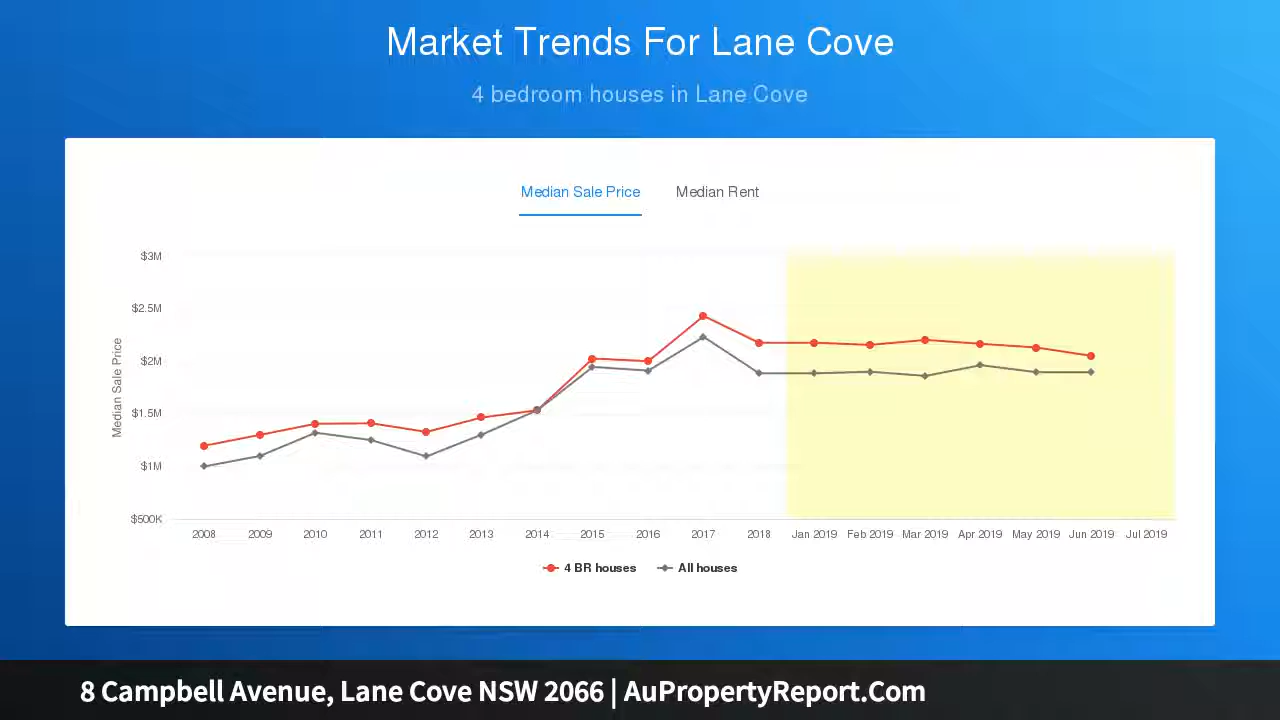 Market Trends For Lane Cove
4 bedroom houses in Lane Cove
Median Sale Price Median Rent
$3M
$2.5M
$2M
$1.5M
$1M
$500K
Median Sale Price
2008 2009 2010 2011 2012 2013 2014 2015 2016 2017 2018 Jan 2019 Feb 2019 Mar 2019 Apr 2019 May 2019 Jun 2019 Jul 2019
4 BR houses All houses
8 Campbell Avenue, Lane Cove NSW 2066 | AuPropertyReport.Com